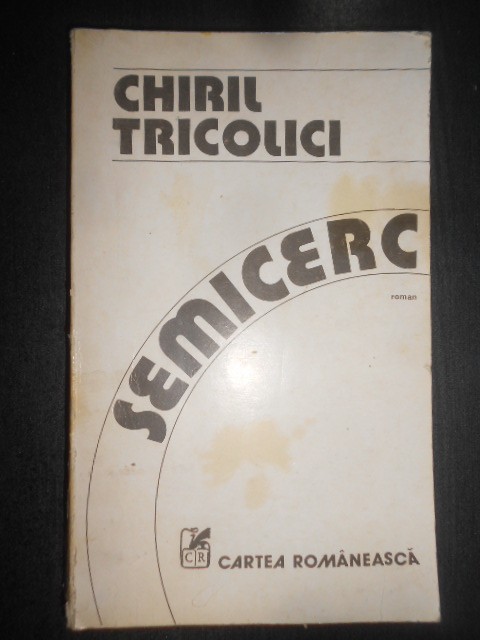 CHIRIL
TRICOLICI
SEMICERC
roman
CR
CARTEA ROMÂNEASCĂ